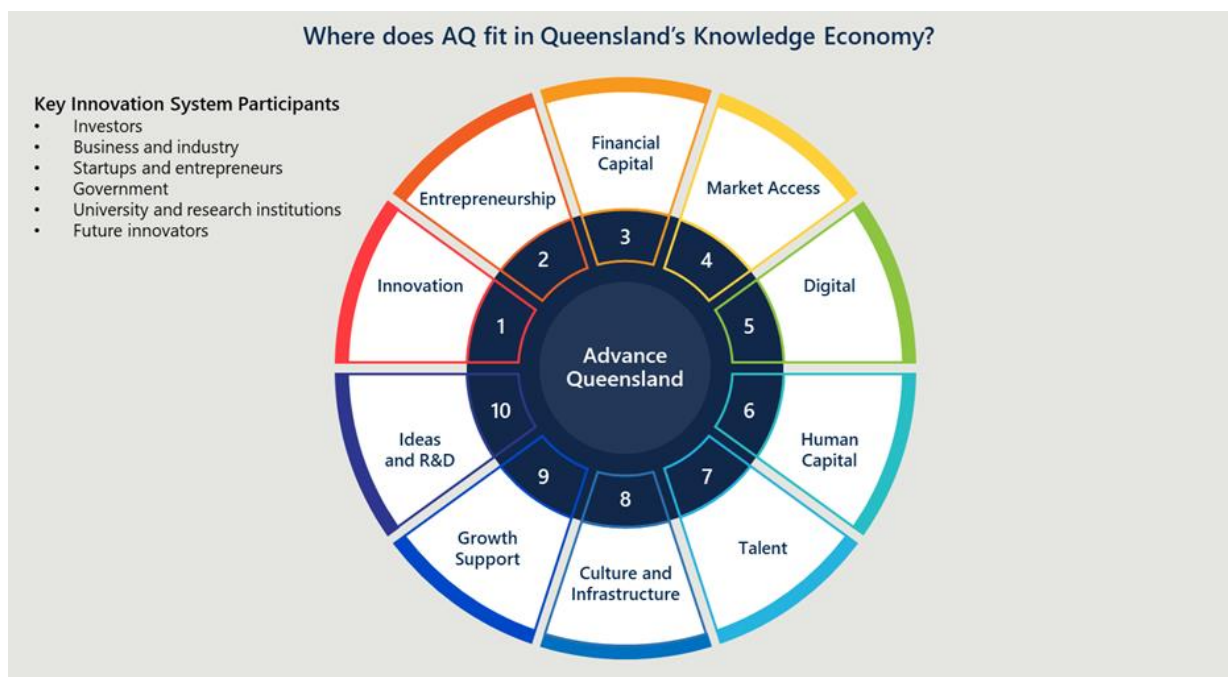 Where does AQ fit in Queensland's Knowledge Economy?
Key Innovation System Participants
• Investors
• Business and industry
• Startups and entrepreneurs
• Government
• University and research institutions
• Future innovators
Innovation
1
Entrepreneurship
2
Financial
Capital
3
Market Access
4
Digital
5
Human
Capital
6
Talent
7
Culture and
Infrastructure
8
Growth
Support
9
Ideas
and R&D
10
Advance
Queensland